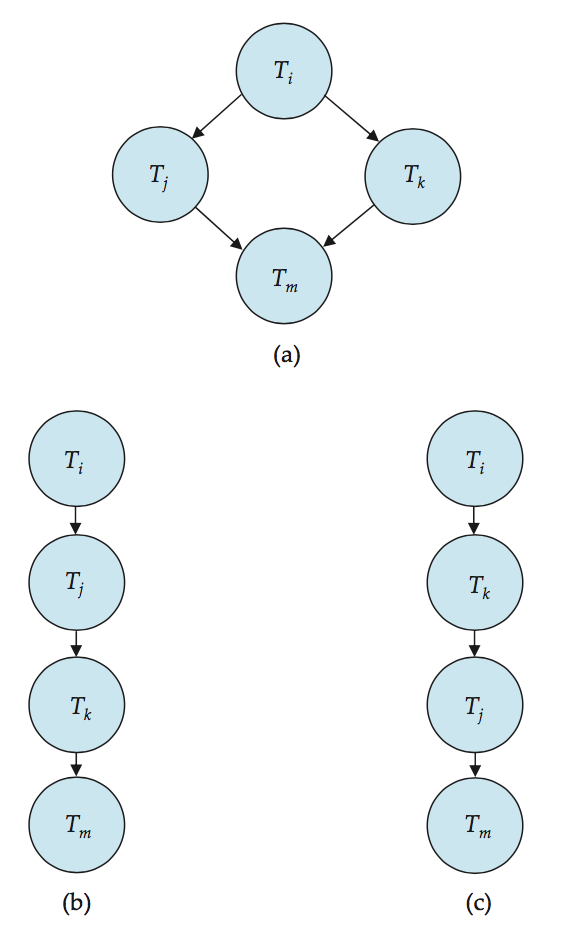 T_i
T_j T_k
T_m
(a)
T_i T_i
T_j T_k
T_k T_j
T_m T_m
(b) (c)